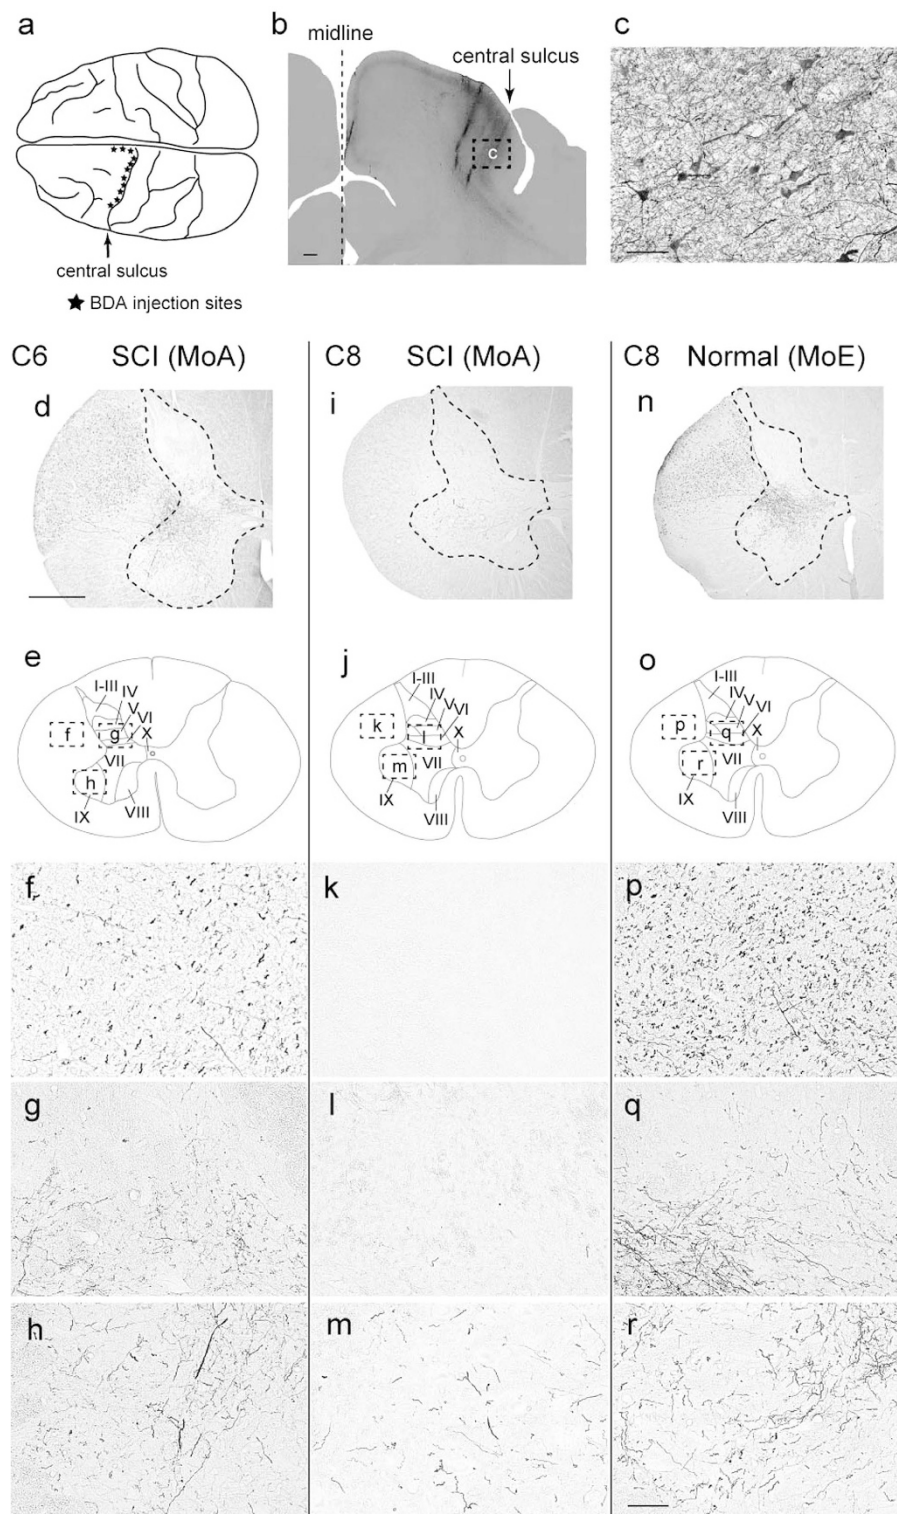 a
b
c
midline
central sulcus
c
central sulcus
★ BDA injection sites
C6 SCI (MoA)
C8 SCI (MoA)
C8 Normal (MoE)
d
i
n
e
I-III
IV
V
VI
X
f
g
VII
h
IX
VIII
j
I-III
IV
V
VI
X
k
l
VII
m
IX
VIII
o
I-III
IV
V
VI
X
p
q
VII
r
IX
VIII
f
k
p
g
l
q
h
m
r